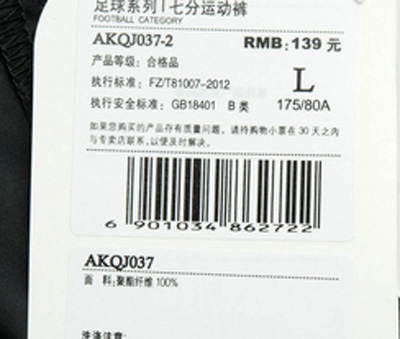 足球系列 | 七分运动裤
FOOTBALL CATEGORY
AKQJ037-2 RMB:139 元
产品等级: 合格品
执行标准: FZ/T81007-2012 L
执行安全标准: GB18401 B 类 175/80A
如果您购买的产品存有质量问题, 请持购物小票在 30 天之内
与专卖店联系,以便及时解决。
6 901034 862722
AKQJ037
面 料:聚酯纤维 100%
洗涤注意: